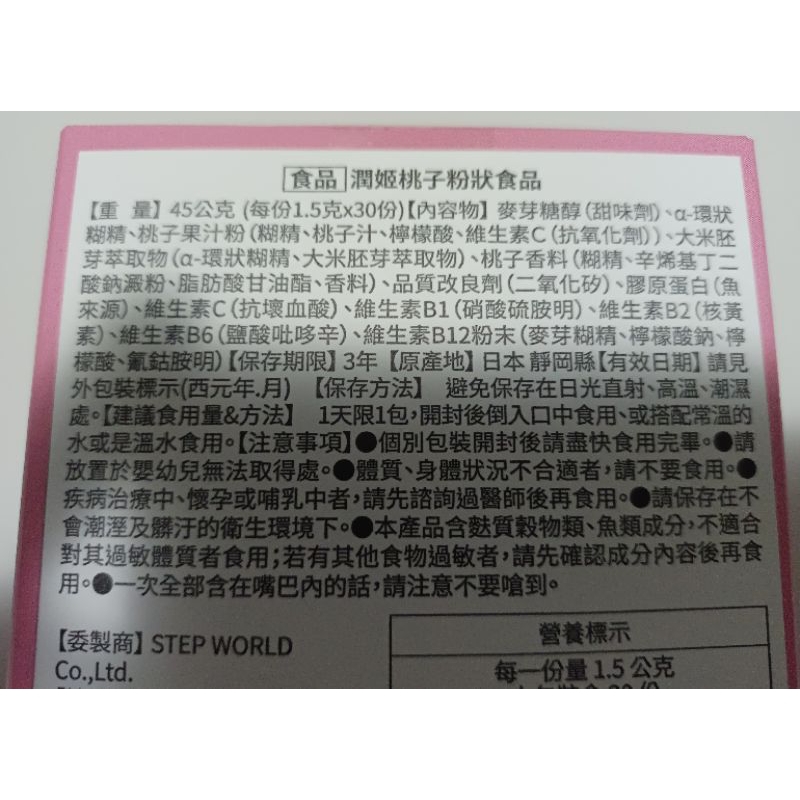 食品 潤姬桃子粉狀食品
【重 量】45公克 (每份1.5克x30份)【內容物】麥芽糖醇(甜味劑)、α-環狀
糊精、桃子果汁粉(糊精、桃子汁、檸檬酸、維生素C(抗氧化劑))、大米胚
芽萃取物(α-環狀糊精、大米胚芽萃取物)、桃子香料(糊精、辛烯基丁二
酸鈉澱粉、脂肪酸甘油酯、香料)、品質改良劑(二氧化矽)、膠原蛋白(魚
來源)、維生素C(抗壞血酸)、維生素B1(硝酸硫胺明)、維生素B2(核黃
素)、維生素B6(鹽酸吡哆辛)、維生素B12粉末(麥芽糊精、檸檬酸鈉、檸
檬酸、氰鈷胺明)【保存期限】3年【原產地】日本 靜岡縣【有效日期】請見
外包裝標示(西元年.月) 【保存方法】 避免保存在日光直射、高溫、潮濕
處。【建議食用量&方法】 1天限1包,開封後倒入口中食用、或搭配常溫的
水或是溫水食用。【注意事項】●個別包裝開封後請盡快食用完畢。●請
放置於嬰幼兒無法取得處。●體質、身體狀況不合適者,請不要食用。●
疾病治療中、懷孕或哺乳中者,請先諮詢過醫師後再食用。●請保存在不
會潮溼及髒汙的衛生環境下。●本產品含麩質穀物類、魚類成分,不適合
對其過敏體質者食用;若有其他食物過敏者,請先確認成分內容後再食
用。●一次全部含在嘴巴內的話,請注意不要嗆到。
【委製商】STEP WORLD
Co.,Ltd.
營養標示
每一份量 1.5 公克